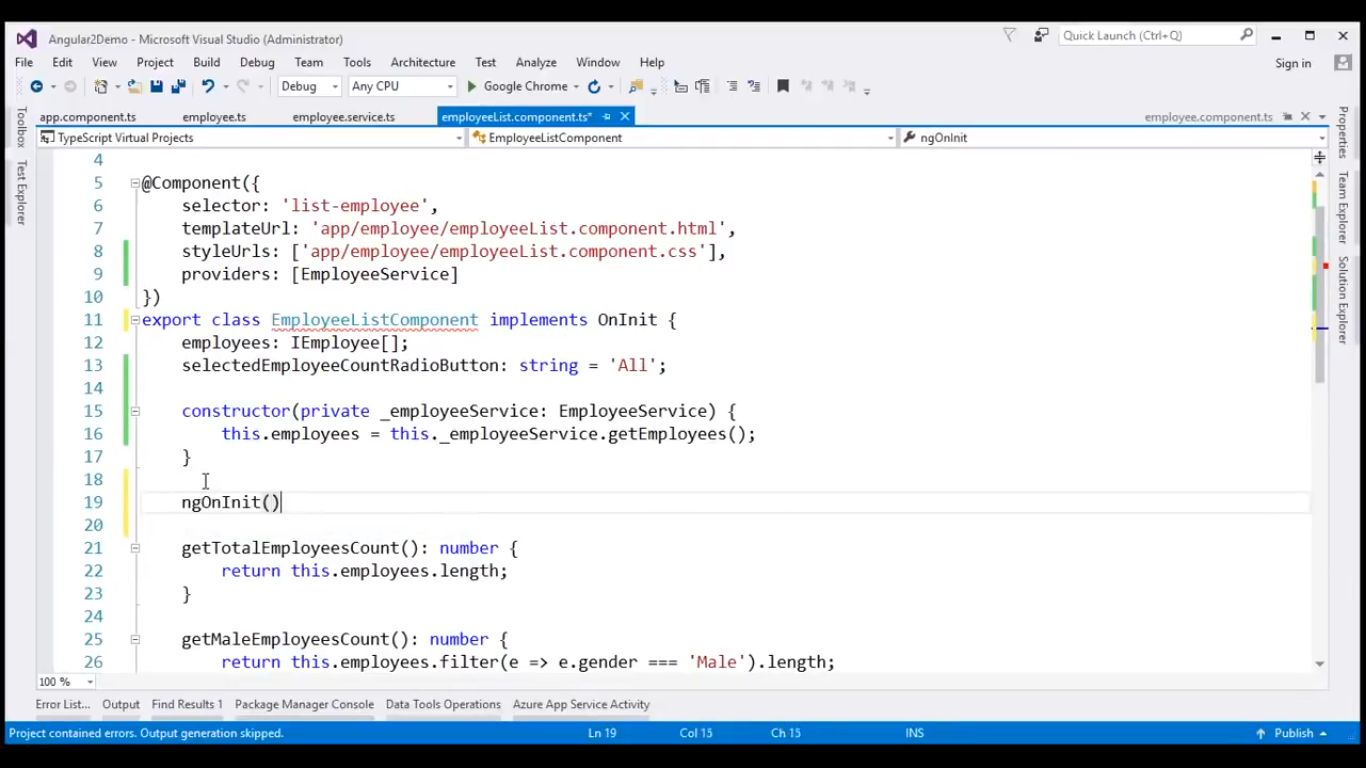 Angular2Demo - Microsoft Visual Studio (Administrator)
Quick Launch (Ctrl+Q)
File Edit View Project Build Debug Team Tools Architecture Test Analyze Window Help
Sign in
Debug Any CPU Google Chrome
app.component.ts employee.ts employee.service.ts employeeList.component.ts* employee.component.ts
TypeScript Virtual Projects EmployeeListComponent ngOnInit
Toolbox
Test Explorer
4
5 @Component({
6 selector: 'list-employee',
7 templateUrl: 'app/employee/employeeList.component.html',
8 styleUrls: ['app/employee/employeeList.component.css'],
9 providers: [EmployeeService]
10 })
11 export class EmployeeListComponent implements OnInit {
12 employees: IEmployee[];
13 selectedEmployeeCountRadioButton: string = 'All';
14
15 constructor(private _employeeService: EmployeeService) {
16 this.employees = this._employeeService.getEmployees();
17 }
18
19 ngOnInit()
20
21 getTotalEmployeesCount(): number {
22 return this.employees.length;
23 }
24
25 getMaleEmployeesCount(): number {
26 return this.employees.filter(e => e.gender === 'Male').length;
Properties
Team Explorer
Solution Explorer
100 %
Error List... Output Find Results 1 Package Manager Console Data Tools Operations Azure App Service Activity
Project contained errors. Output generation skipped. Ln 19 Col 15 Ch 15 INS Publish